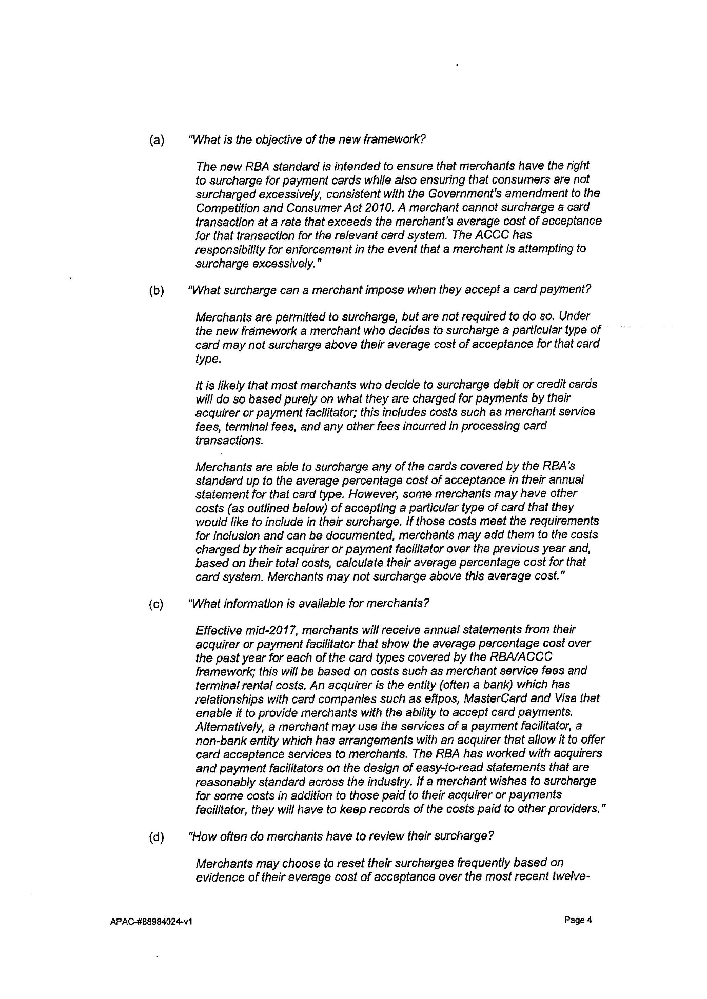 (a) "What is the objective of the new framework?
The new RBA standard is intended to ensure that merchants have the right
to surcharge for payment cards while also ensuring that consumers are not
surcharged excessively, consistent with the Government's amendment to the
Competition and Consumer Act 2010. A merchant cannot surcharge a card
transaction at a rate that exceeds the merchant's average cost of acceptance
for that transaction for the relevant card system. The ACCC has
responsibility for enforcement in the event that a merchant is attempting to
surcharge excessively."
(b) "What surcharge can a merchant impose when they accept a card payment?
Merchants are permitted to surcharge, but are not required to do so. Under
the new framework a merchant who decides to surcharge a particular type of
card may not surcharge above their average cost of acceptance for that card
type.
It is likely that most merchants who decide to surcharge debit or credit cards
will do so based purely on what they are charged for payments by their
acquirer or payment facilitator; this includes costs such as merchant service
fees, terminal fees, and any other fees incurred in processing card
transactions.
Merchants are able to surcharge any of the cards covered by the RBA's
standard up to the average percentage cost of acceptance in their annual
statement for that card type. However, some merchants may have other
costs (as outlined below) of accepting a particular type of card that they
would like to include in their surcharge. If those costs meet the requirements
for inclusion and can be documented, merchants may add them to the costs
charged by their acquirer or payment facilitator over the previous year and,
based on their total costs, calculate their average percentage cost for that
card system. Merchants may not surcharge above this average cost."
(c) "What information is available for merchants?
Effective mid-2017, merchants will receive annual statements from their
acquirer or payment facilitator that show the average percentage cost over
the past year for each of the card types covered by the RBA/ACCC
framework; this will be based on costs such as merchant service fees and
terminal rental costs. An acquirer is the entity (often a bank) which has
relationships with card companies such as eftpos, MasterCard and Visa that
enable it to provide merchants with the ability to accept card payments.
Alternatively, a merchant may use the services of a payment facilitator, a
non-bank entity which has arrangements with an acquirer that allow it to offer
card acceptance services to merchants. The RBA has worked with acquirers
and payment facilitators on the design of easy-to-read statements that are
reasonably standard across the industry. If a merchant wishes to surcharge
for some costs in addition to those paid to their acquirer or payments
facilitator, they will have to keep records of the costs paid to other providers."
(d) "How often do merchants have to review their surcharge?
Merchants may choose to reset their surcharges frequently based on
evidence of their average cost of acceptance over the most recent twelve-
APAC-#88984024-v1 Page 4